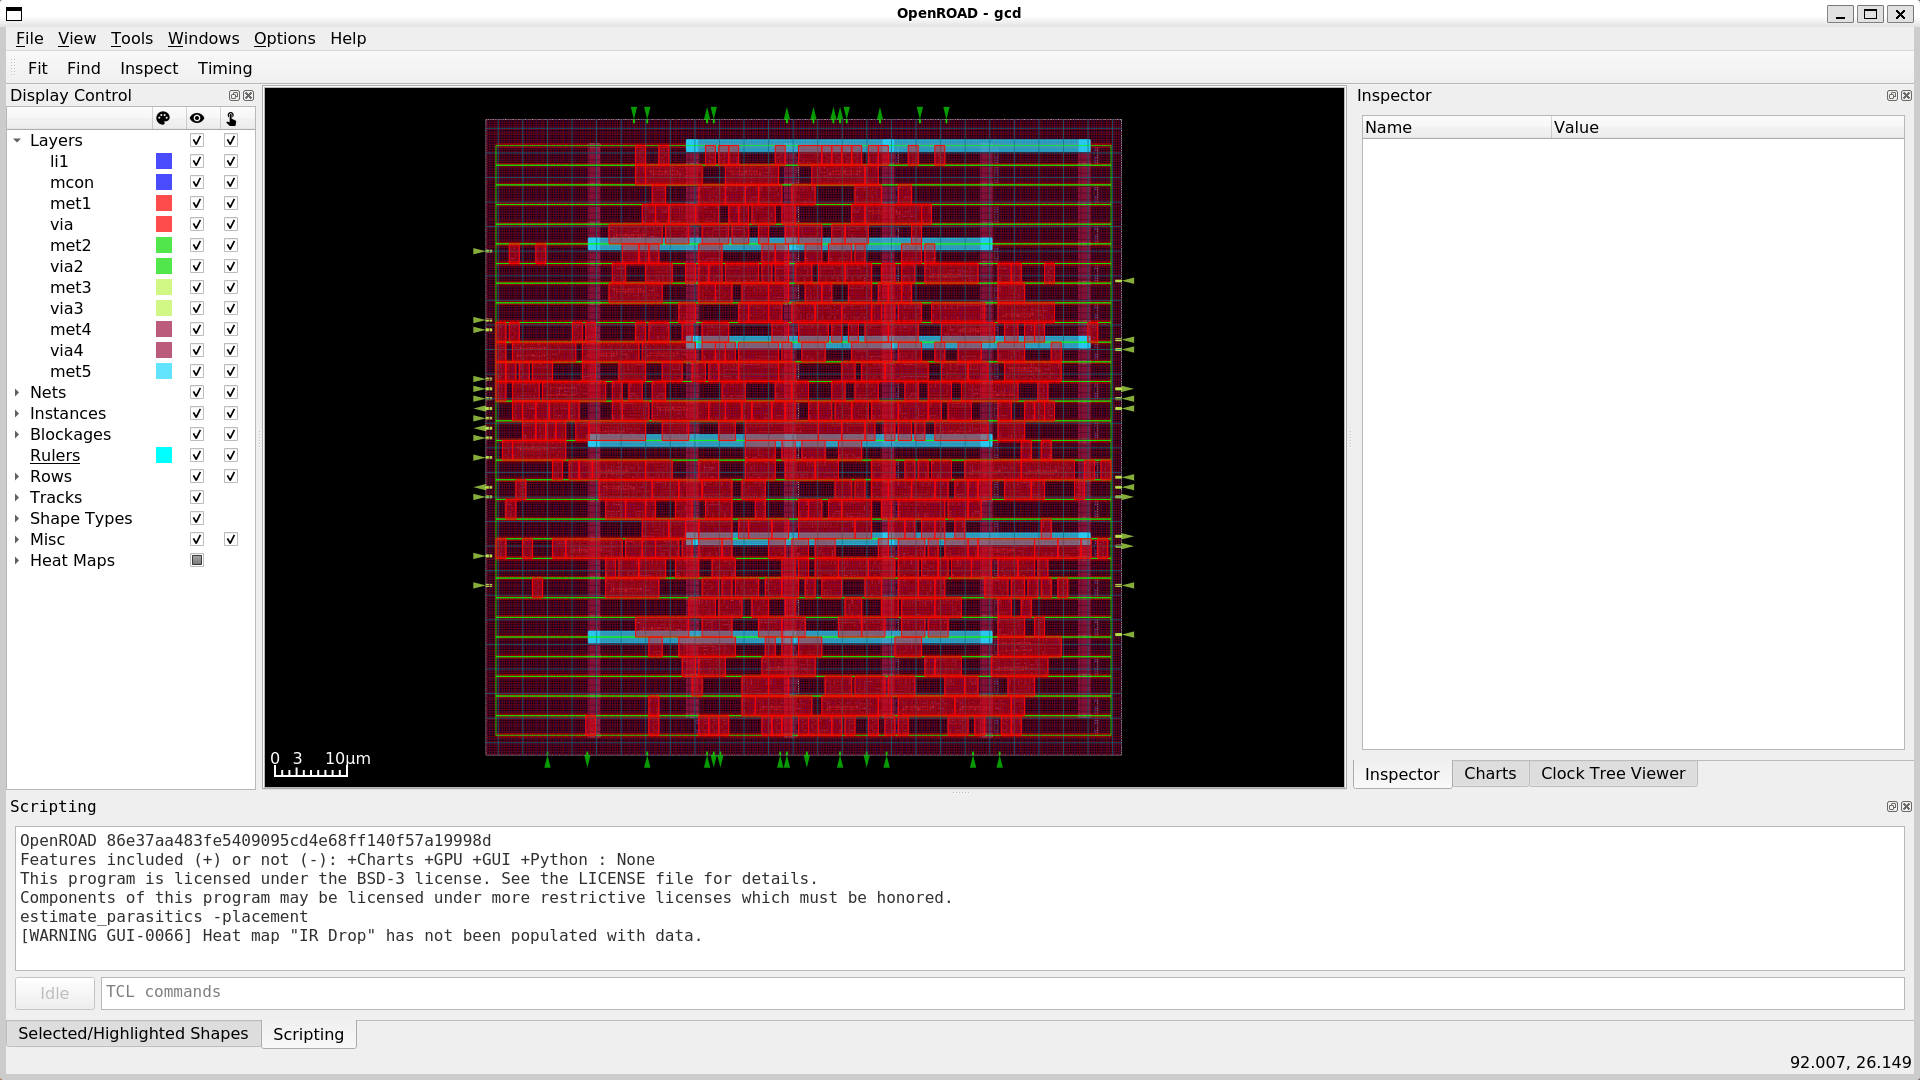 OpenROAD - gcd
File View Tools Windows Options Help
Fit Find Inspect Timing
Display Control
Layers
li1
mcon
met1
via
met2
via2
met3
via3
met4
via4
met5
Nets
Instances
Blockages
Rulers
Rows
Tracks
Shape Types
Misc
Heat Maps
0 3 10μm
Inspector
Name Value
Inspector Charts Clock Tree Viewer
Scripting
OpenROAD 86e37aa483fe5409095cd4e68ff140f57a19998d
Features included (+) or not (-): +Charts +GPU +GUI +Python : None
This program is licensed under the BSD-3 license. See the LICENSE file for details.
Components of this program may be licensed under more restrictive licenses which must be honored.
estimate_parasitics -placement
[WARNING GUI-0066] Heat map "IR Drop" has not been populated with data.
Idle TCL commands
Selected/Highlighted Shapes Scripting
92.007, 26.149